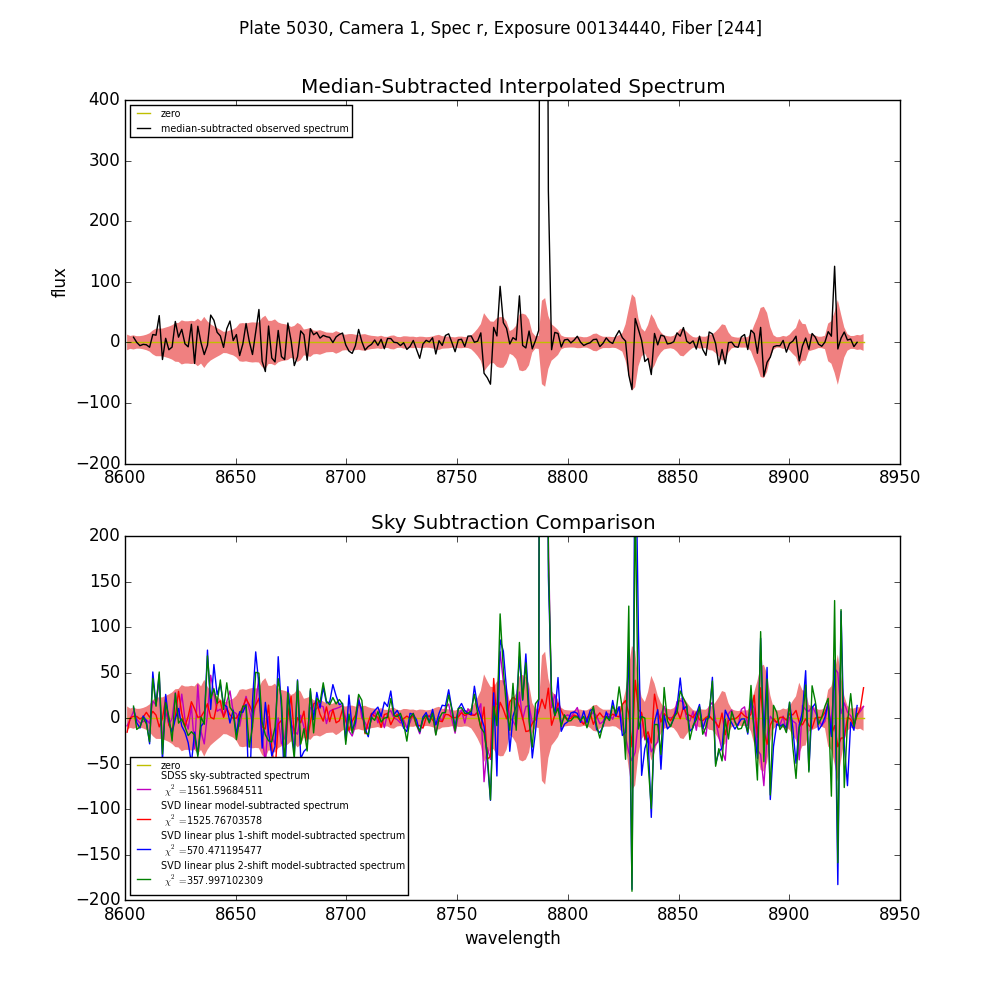 Plate 5030, Camera 1, Spec r, Exposure 00134440, Fiber [244]
Median-Subtracted Interpolated Spectrum
400
300
200
100
0
−100
−200
flux
zero
median-subtracted observed spectrum
8600 8650 8700 8750 8800 8850 8900 8950
Sky Subtraction Comparison
200
150
100
50
0
−50
−100
−150
−200
zero
SDSS sky-subtracted spectrum
χ² =1561.59684511
SVD linear model-subtracted spectrum
χ² =1525.76703578
SVD linear plus 1-shift model-subtracted spectrum
χ² =570.471195477
SVD linear plus 2-shift model-subtracted spectrum
χ² =357.997102309
8600 8650 8700 8750 8800 8850 8900 8950
wavelength